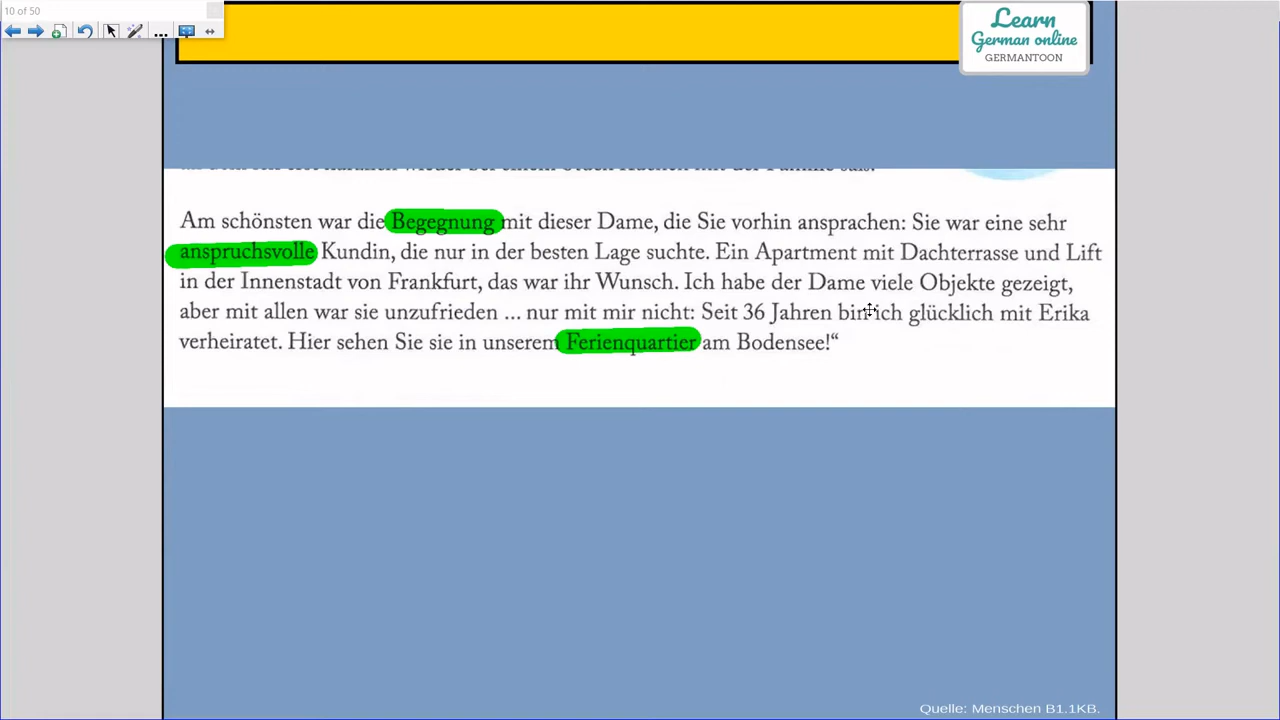 10 of 50
Learn
German online
GERMANTOON
Am schönsten war die Begegnung mit dieser Dame, die Sie vorhin ansprachen: Sie war eine sehr
anspruchsvolle Kundin, die nur in der besten Lage suchte. Ein Apartment mit Dachterrasse und Lift
in der Innenstadt von Frankfurt, das war ihr Wunsch. Ich habe der Dame viele Objekte gezeigt,
aber mit allen war sie unzufrieden ... nur mit mir nicht: Seit 36 Jahren bin ich glücklich mit Erika
verheiratet. Hier sehen Sie sie in unserem Ferienquartier am Bodensee!“
Quelle: Menschen B1.1KB.